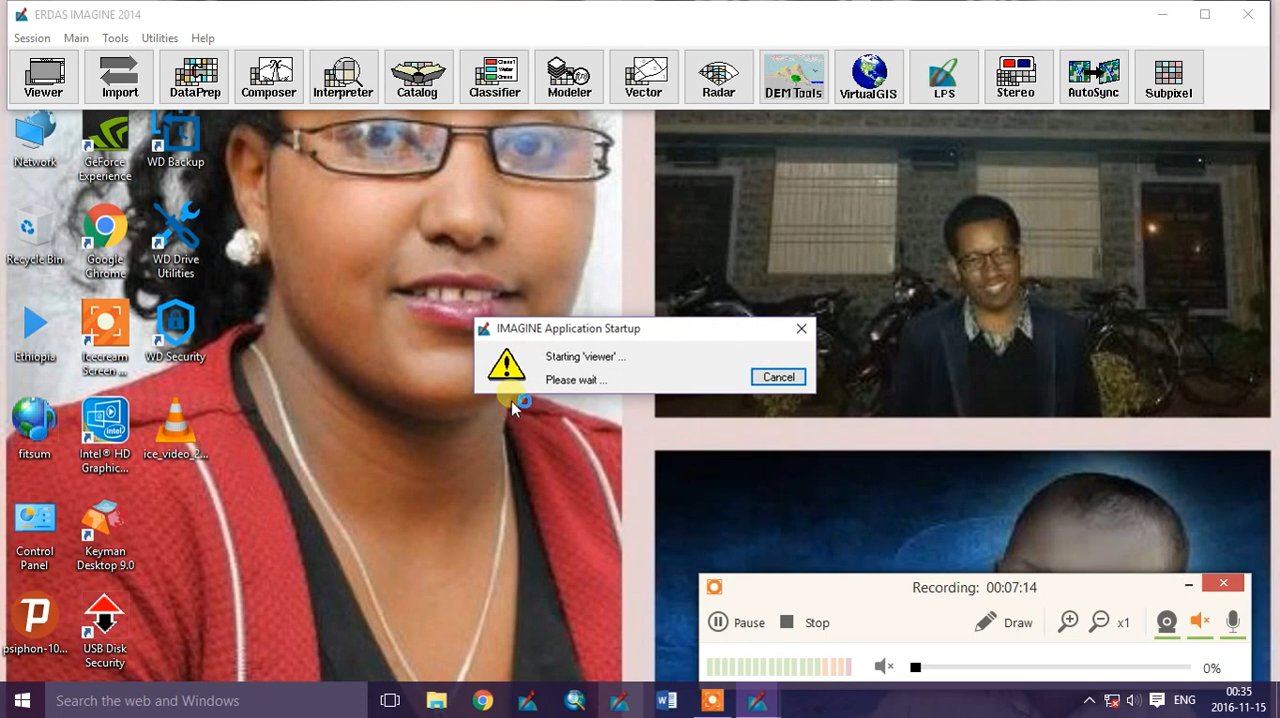 ERDAS IMAGINE 2014
Session Main Tools Utilities Help
Viewer Import DataPrep Composer Interpreter Catalog Classifier Modeler Vector Radar DEM Tools VirtualGIS LPS Stereo AutoSync Subpixel
Class1
Water
Network
GeForce
Experience
WD Backup
Recycle Bin
Google
Chrome
WD Drive
Utilities
Ethiopia
Icecream
Screen ...
WD Security
fitsum
Intel® HD
Graphic...
ice_video_2...
Control
Panel
Keyman
Desktop 9.0
psiphon-10...
USB Disk
Security
IMAGINE Application Startup
Starting 'viewer' ...
Please wait ...
Cancel
Recording: 00:07:14
Pause Stop Draw x1
0%
Search the web and Windows
ENG
00:35
2016-11-15